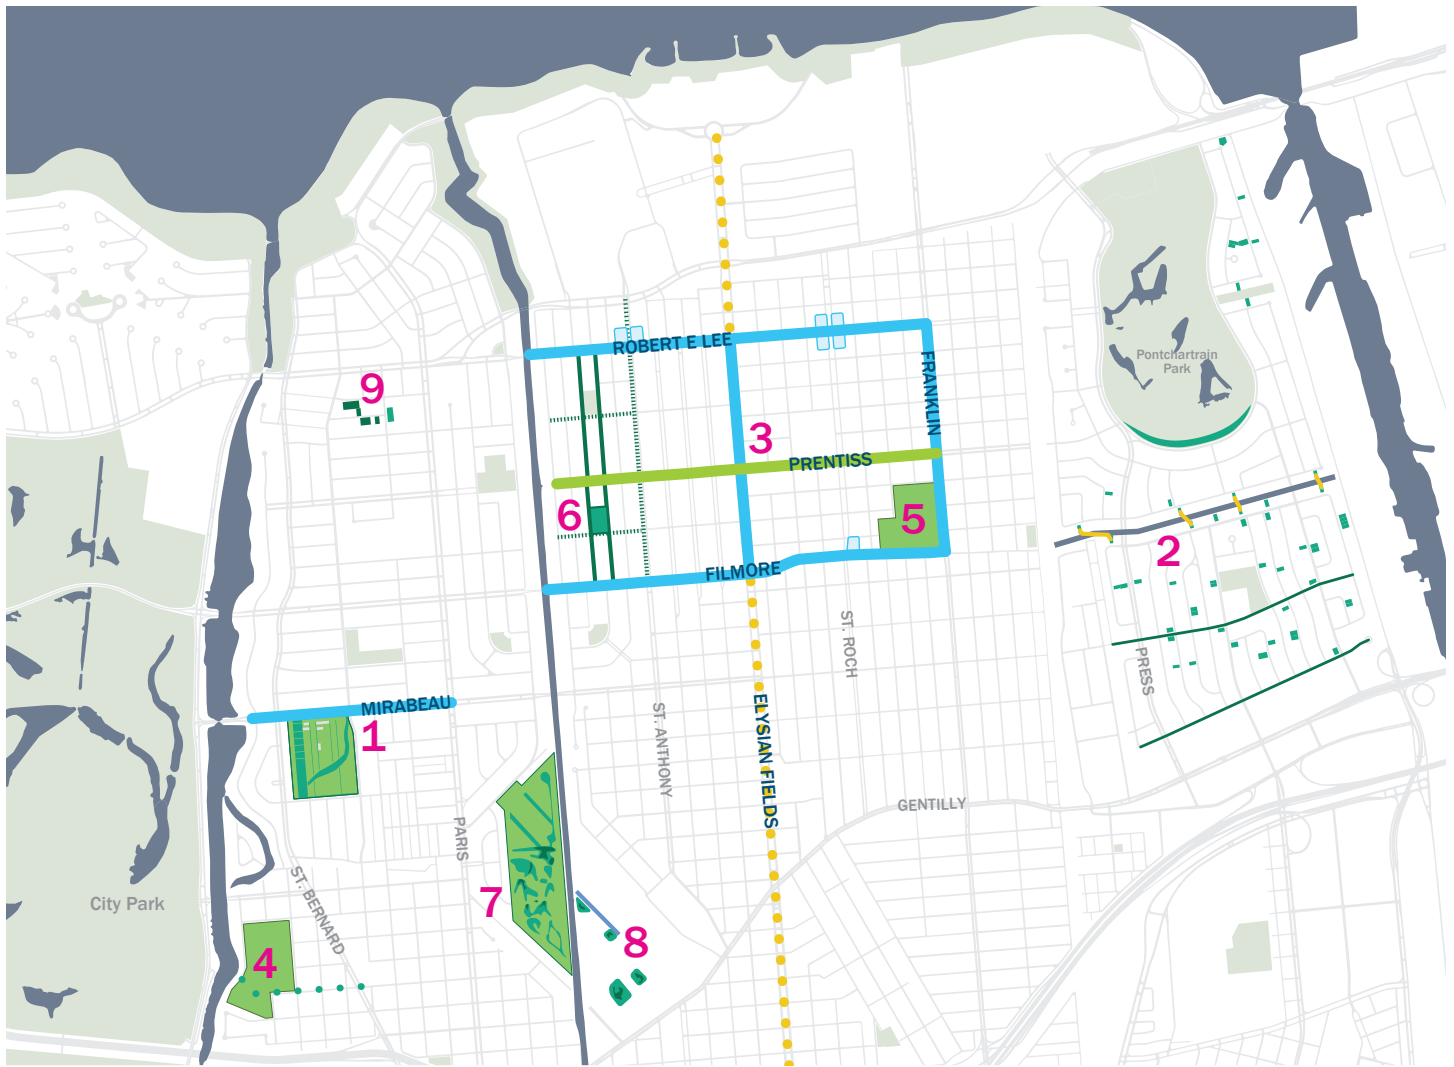 ROBERT E LEE
FRANKLIN
Pontchartrain
Park
9
3
PRENTISS
6
5
2
FILMORE
ST. ROCH
PRESS
MIRABEAU
1
ST. ANTHONY
ELYSIAN FIELDS
GENTILLY
PARIS
ST. BERNARD
City Park
7
8
4